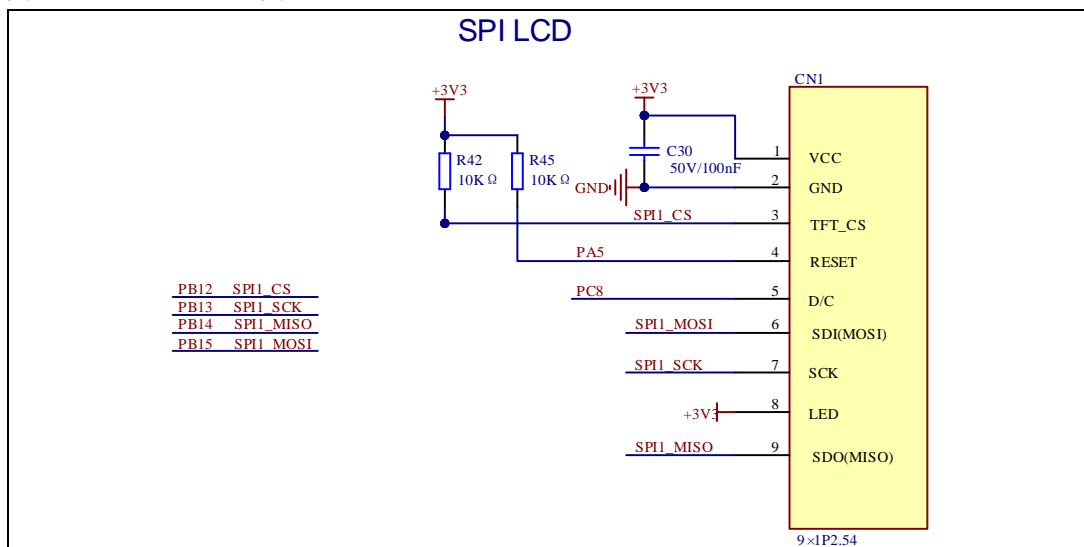 SPI LCD
CN1
+3V3
+3V3
R42
10KΩ
R45
10KΩ
C30
50V/100nF
GND
1 VCC
2 GND
SPI1_CS 3 TFT_CS
PA5 4 RESET
PC8 5 D/C
SPI1_MOSI 6 SDI(MOSI)
SPI1_SCK 7 SCK
+3V3 8 LED
SPI1_MISO 9 SDO(MISO)
9×1P2.54
PB12 SPI1_CS
PB13 SPI1_SCK
PB14 SPI1_MISO
PB15 SPI1_MOSI